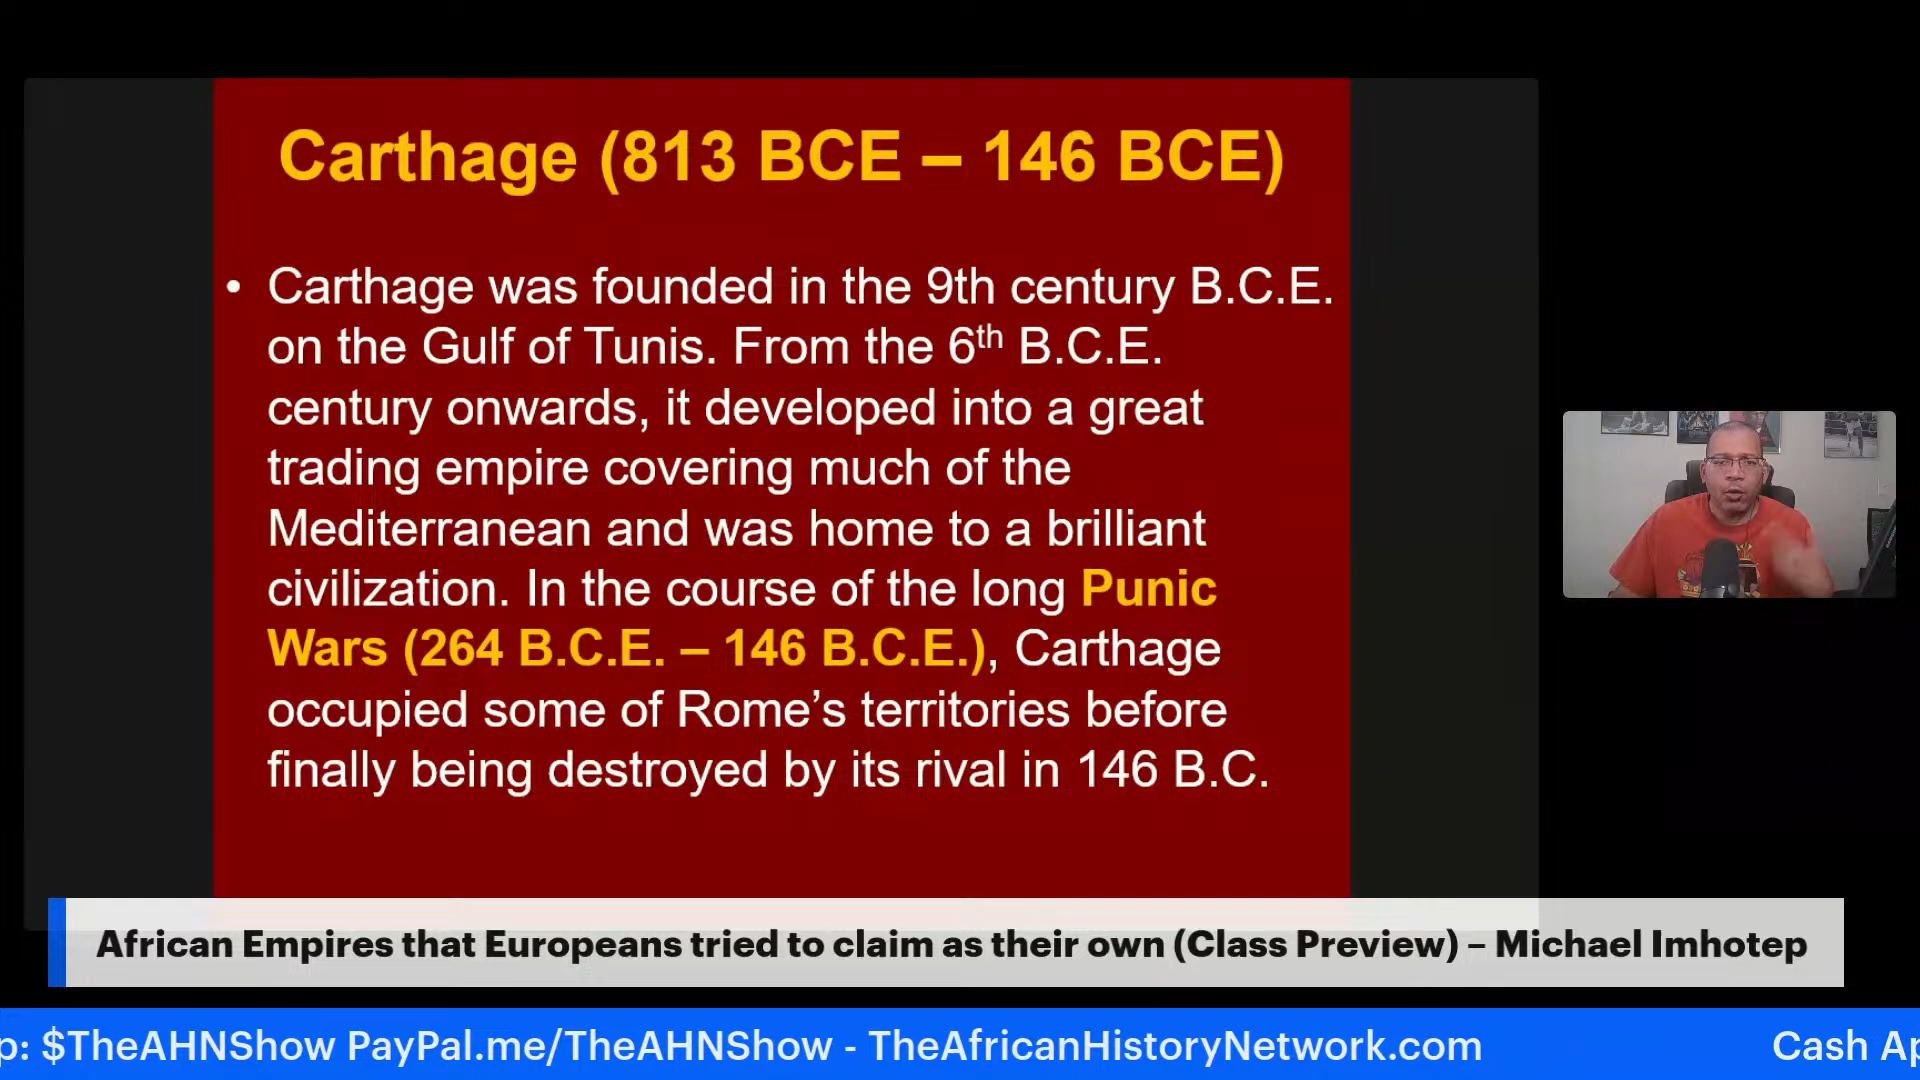 Carthage (813 BCE – 146 BCE)
• Carthage was founded in the 9th century B.C.E.
on the Gulf of Tunis. From the 6th B.C.E.
century onwards, it developed into a great
trading empire covering much of the
Mediterranean and was home to a brilliant
civilization. In the course of the long Punic
Wars (264 B.C.E. – 146 B.C.E.), Carthage
occupied some of Rome’s territories before
finally being destroyed by its rival in 146 B.C.
African Empires that Europeans tried to claim as their own (Class Preview) – Michael Imhotep
p: $TheAHNShow PayPal.me/TheAHNShow - TheAfricanHistoryNetwork.com Cash Ap